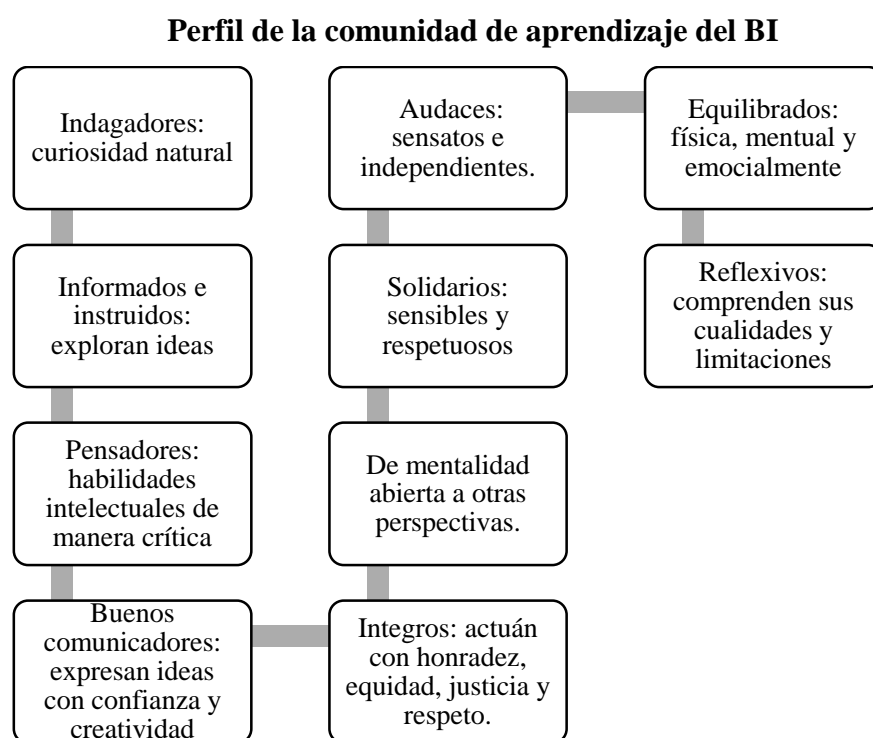 Perfil de la comunidad de aprendizaje del BI
Indagadores:
curiosidad natural
Informados e
instruidos:
exploran ideas
Pensadores:
habilidades
intelectuales de
manera crítica
Buenos
comunicadores:
expresan ideas
con confianza y
creatividad
Integros: actuán
con honradez,
equidad, justicia y
respeto.
De mentalidad
abierta a otras
perspectivas.
Solidarios:
sensibles y
respetuosos
Audaces:
sensatos e
independientes.
Equilibrados:
física, mentual y
emocialmente
Reflexivos:
comprenden sus
cualidades y
limitaciones